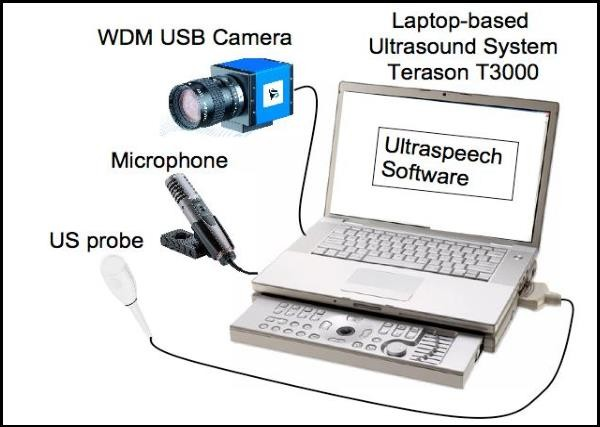 WDM USB Camera
Laptop-based
Ultrasound System
Terason T3000
Ultraspeech
Software
Microphone
US probe